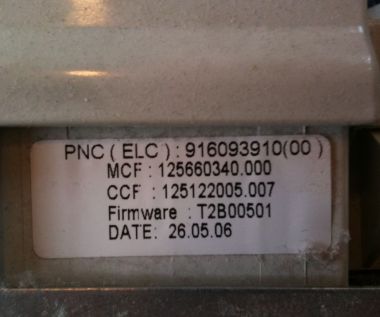 PNC ( ELC ) : 916093910(00 )
MCF : 125660340.000
CCF : 125122005.007
Firmware : T2B00501
DATE: 26.05.06